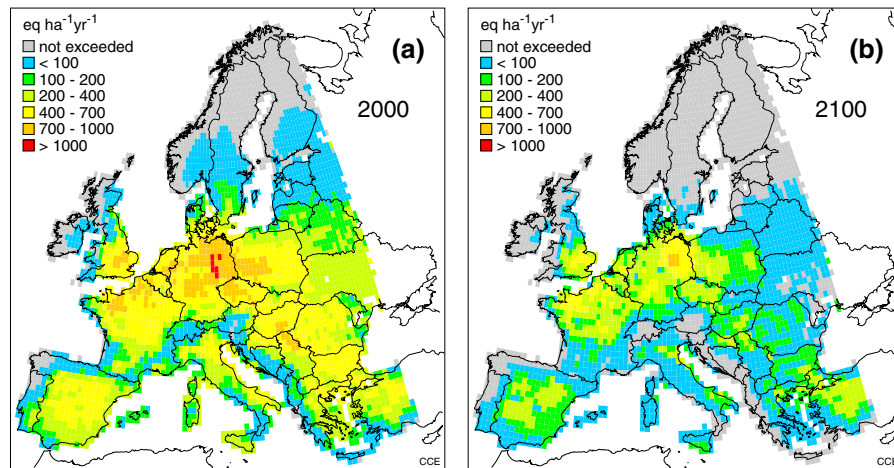 eq ha⁻¹yr⁻¹
not exceeded
< 100
100 - 200
200 - 400
400 - 700
700 - 1000
> 1000
(a)
2000
CCE
eq ha⁻¹yr⁻¹
not exceeded
< 100
100 - 200
200 - 400
400 - 700
700 - 1000
> 1000
(b)
2100
CCE